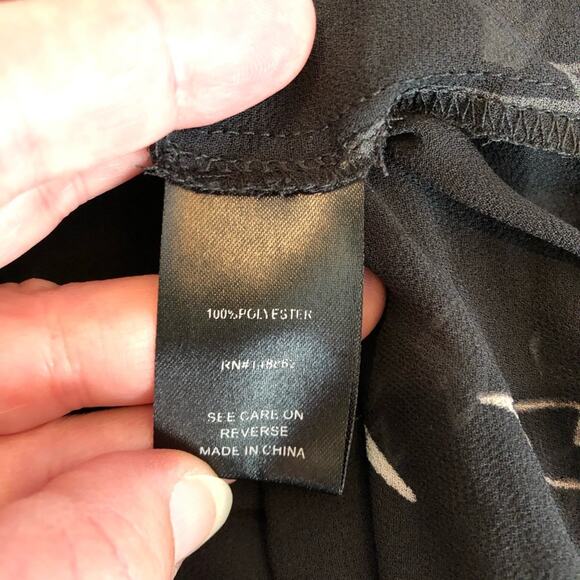 100%POLYESTER
SEE CARE ON
REVERSE
MADE IN CHINA